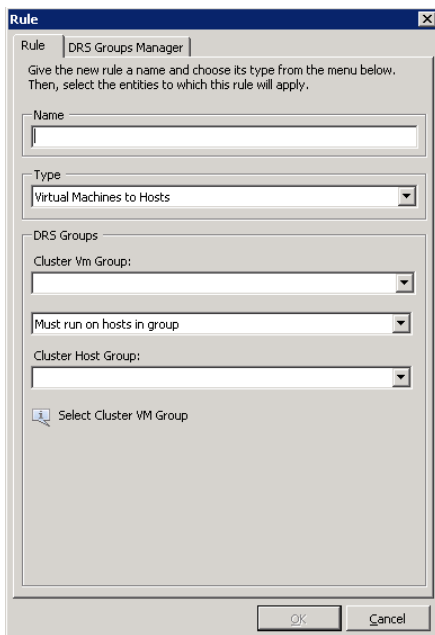 Rule
Rule
DRS Groups Manager
Give the new rule a name and choose its type from the menu below.
Then, select the entities to which this rule will apply.
Name
Type
Virtual Machines to Hosts
DRS Groups
Cluster Vm Group:
Must run on hosts in group
Cluster Host Group:
Select Cluster VM Group
OK
Cancel